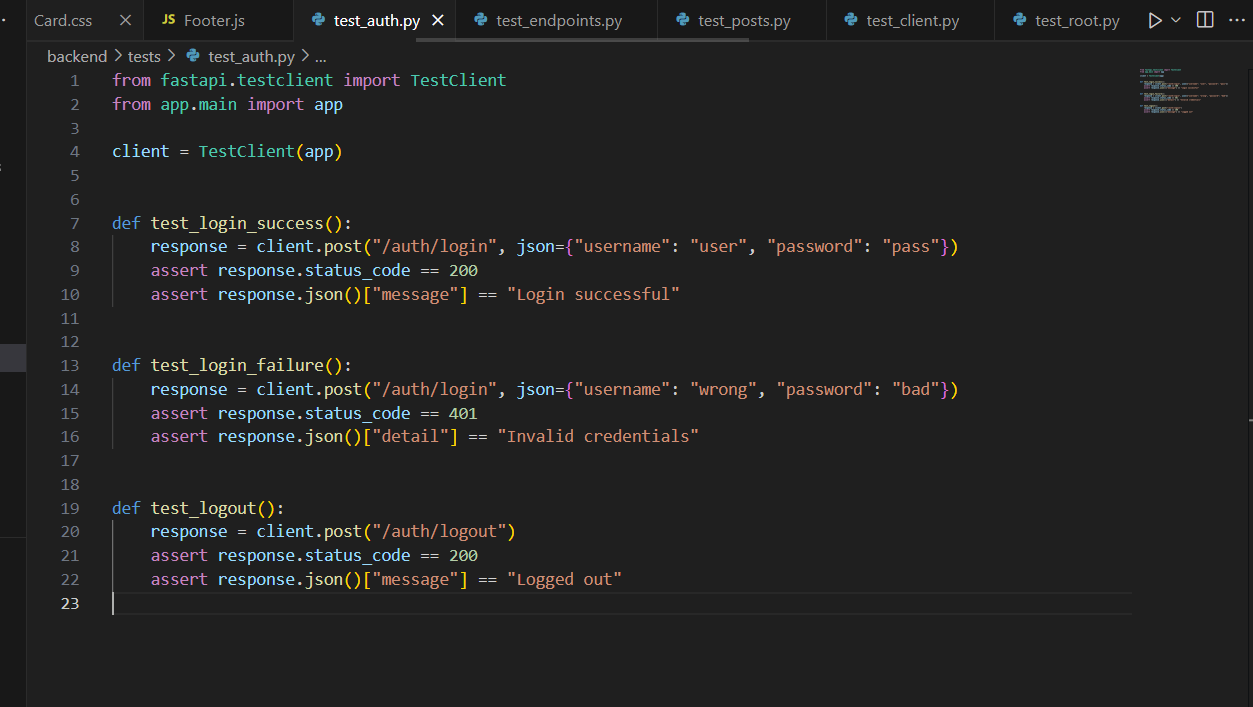 Card.css
JS Footer.js
test_auth.py
test_endpoints.py
test_posts.py
test_client.py
test_root.py
backend > tests > test_auth.py > ...
1 from fastapi.testclient import TestClient
2 from app.main import app
3
4 client = TestClient(app)
5
6
7 def test_login_success():
8     response = client.post("/auth/login", json={"username": "user", "password": "pass"})
9     assert response.status_code == 200
10     assert response.json()["message"] == "Login successful"
11
12
13 def test_login_failure():
14     response = client.post("/auth/login", json={"username": "wrong", "password": "bad"})
15     assert response.status_code == 401
16     assert response.json()["detail"] == "Invalid credentials"
17
18
19 def test_logout():
20     response = client.post("/auth/logout")
21     assert response.status_code == 200
22     assert response.json()["message"] == "Logged out"
23